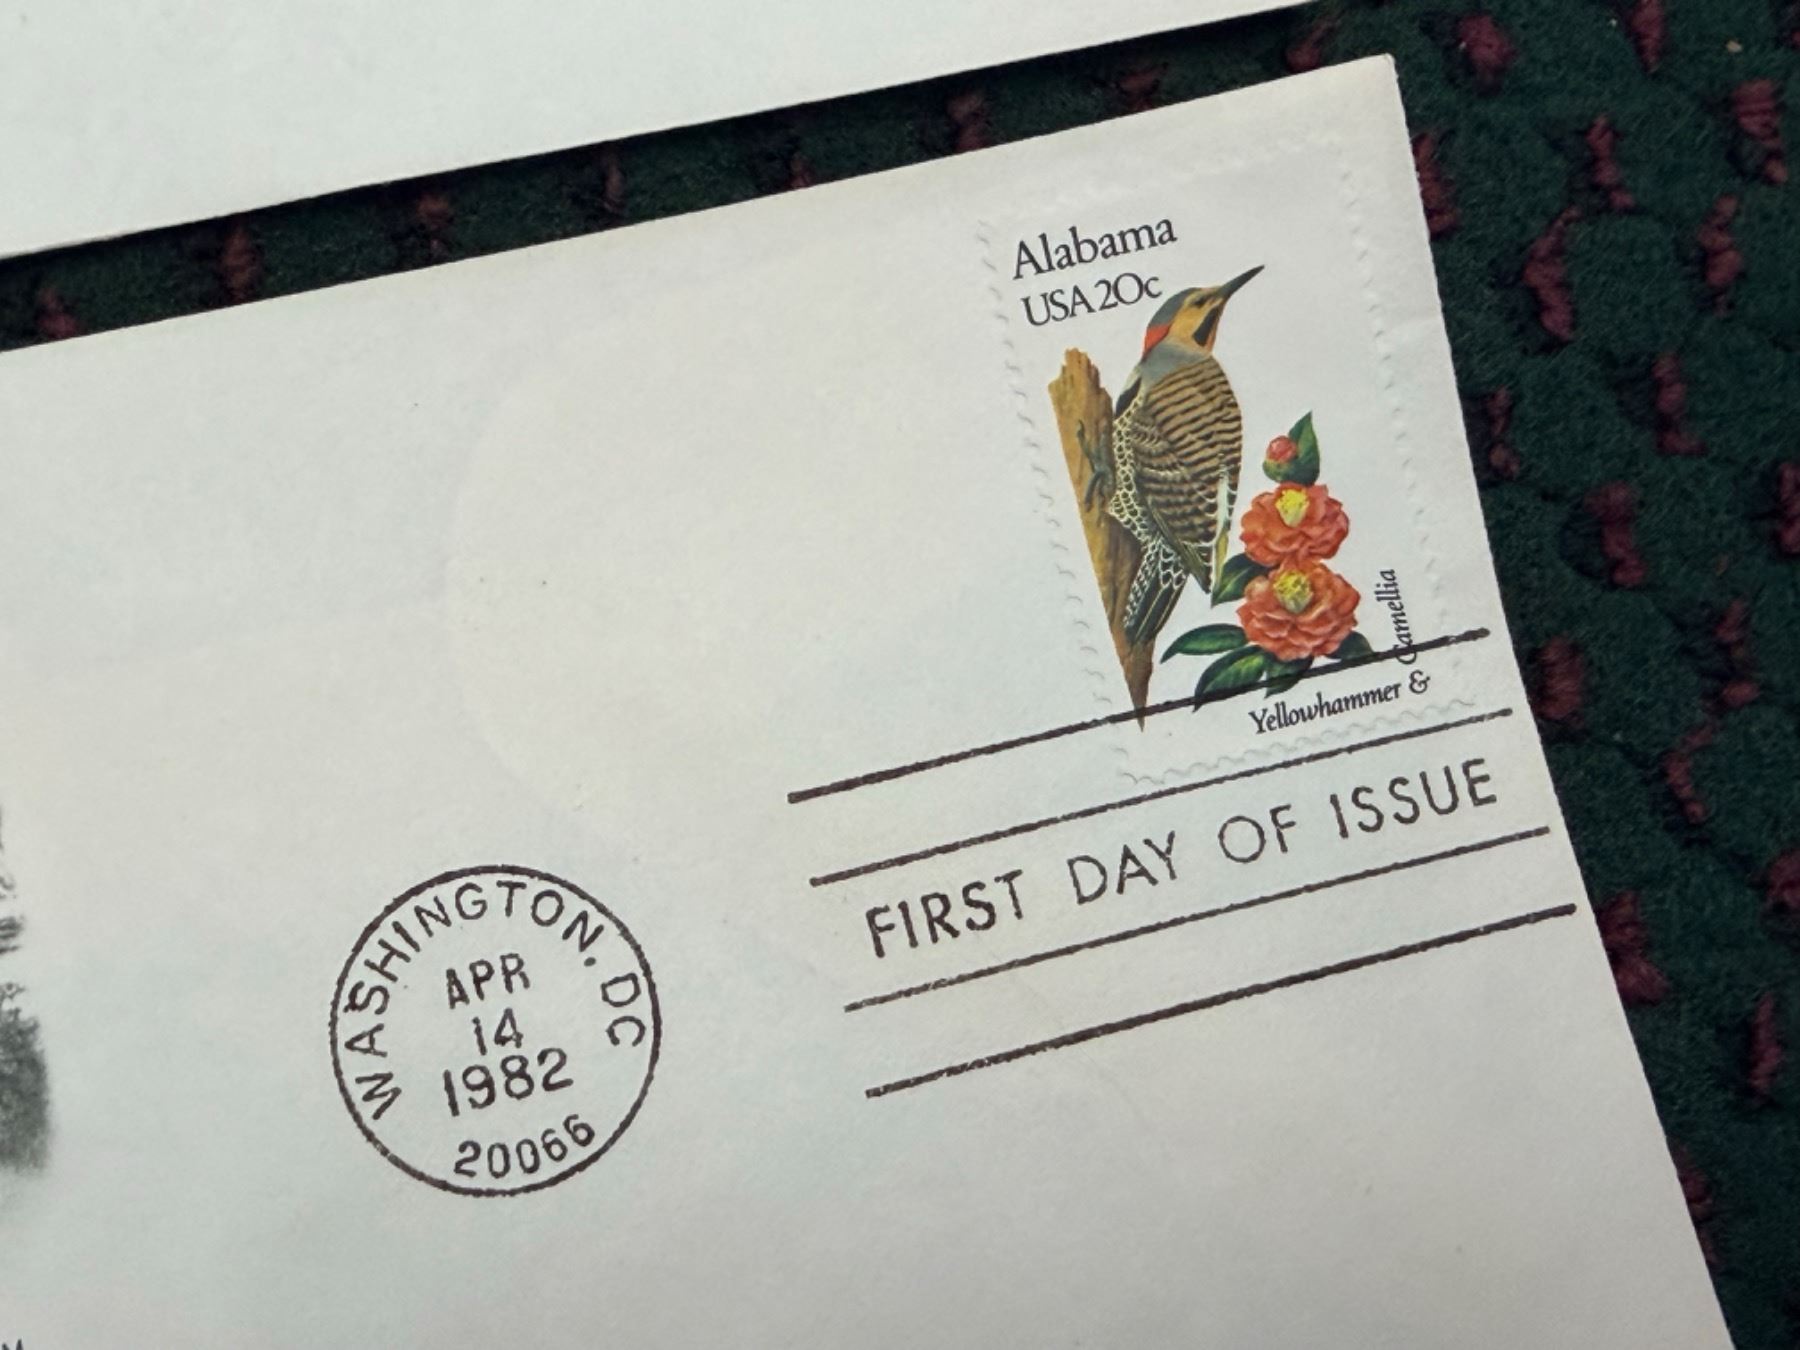 Alabama
USA 20c
Yellowhammer & Camellia
FIRST DAY OF ISSUE
WASHINGTON, DC
APR
14
1982
20066